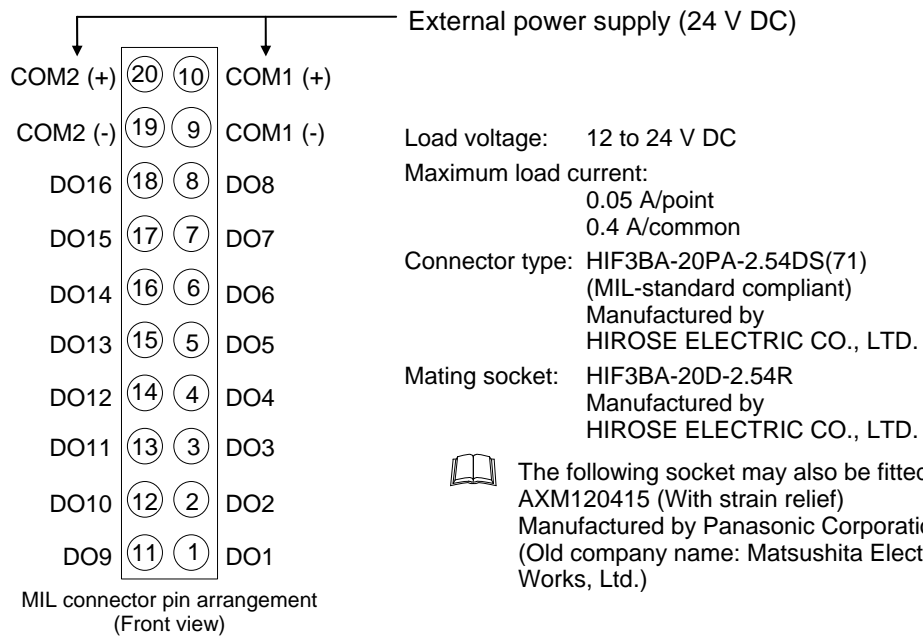 External power supply (24 V DC)
COM2 (+) 20 10 COM1 (+)
COM2 (-) 19 9 COM1 (-)
DO16 18 8 DO8
DO15 17 7 DO7
DO14 16 6 DO6
DO13 15 5 DO5
DO12 14 4 DO4
DO11 13 3 DO3
DO10 12 2 DO2
DO9 11 1 DO1
MIL connector pin arrangement
(Front view)
Load voltage: 12 to 24 V DC
Maximum load current:
0.05 A/point
0.4 A/common
Connector type: HIF3BA-20PA-2.54DS(71)
(MIL-standard compliant)
Manufactured by
HIROSE ELECTRIC CO., LTD.
Mating socket: HIF3BA-20D-2.54R
Manufactured by
HIROSE ELECTRIC CO., LTD.
The following socket may also be fitted
AXM120415 (With strain relief)
Manufactured by Panasonic
(Old company name: Matsushita
Works, Ltd.)